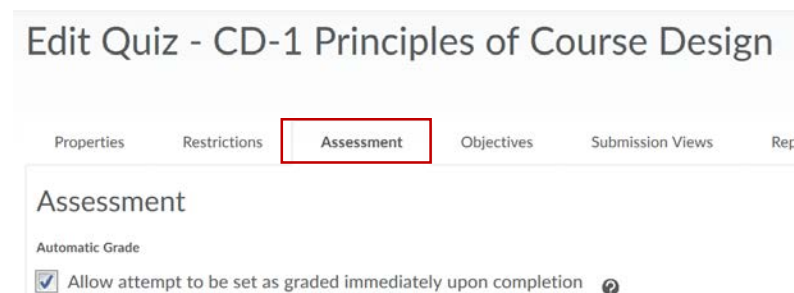 Edit Quiz - CD-1 Principles of Course Design
Properties Restrictions Assessment Objectives Submission Views Rep
Assessment
Automatic Grade
Allow attempt to be set as graded immediately upon completion ?